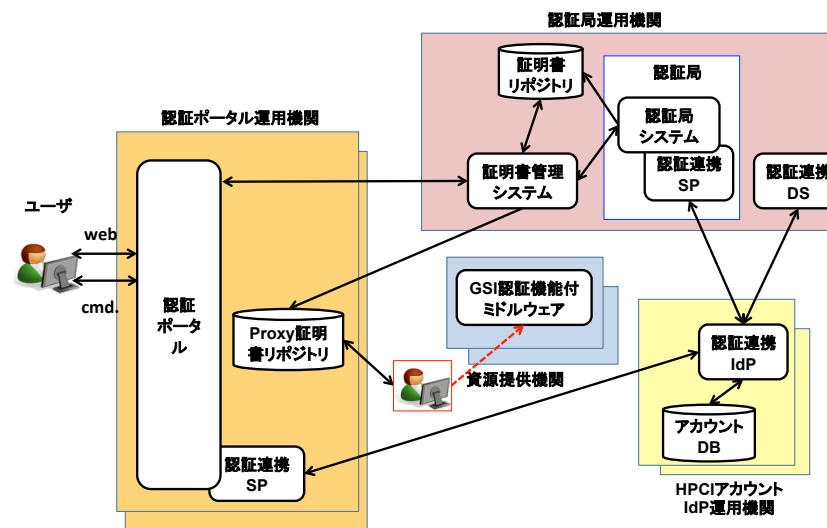 認証局運用機関
証明書
リポジトリ
認証局
認証局
システム
認証連携
SP
認証連携
DS
認証ポータル運用機関
証明書管理
システム
ユーザ
web
cmd.
認証
ポータ
ル
Proxy証明
書リポジトリ
GSI認証機能付
ミドルウェア
資源提供機関
認証連携
IdP
アカウント
DB
認証連携
SP
HPCIアカウント
IdP運用機関